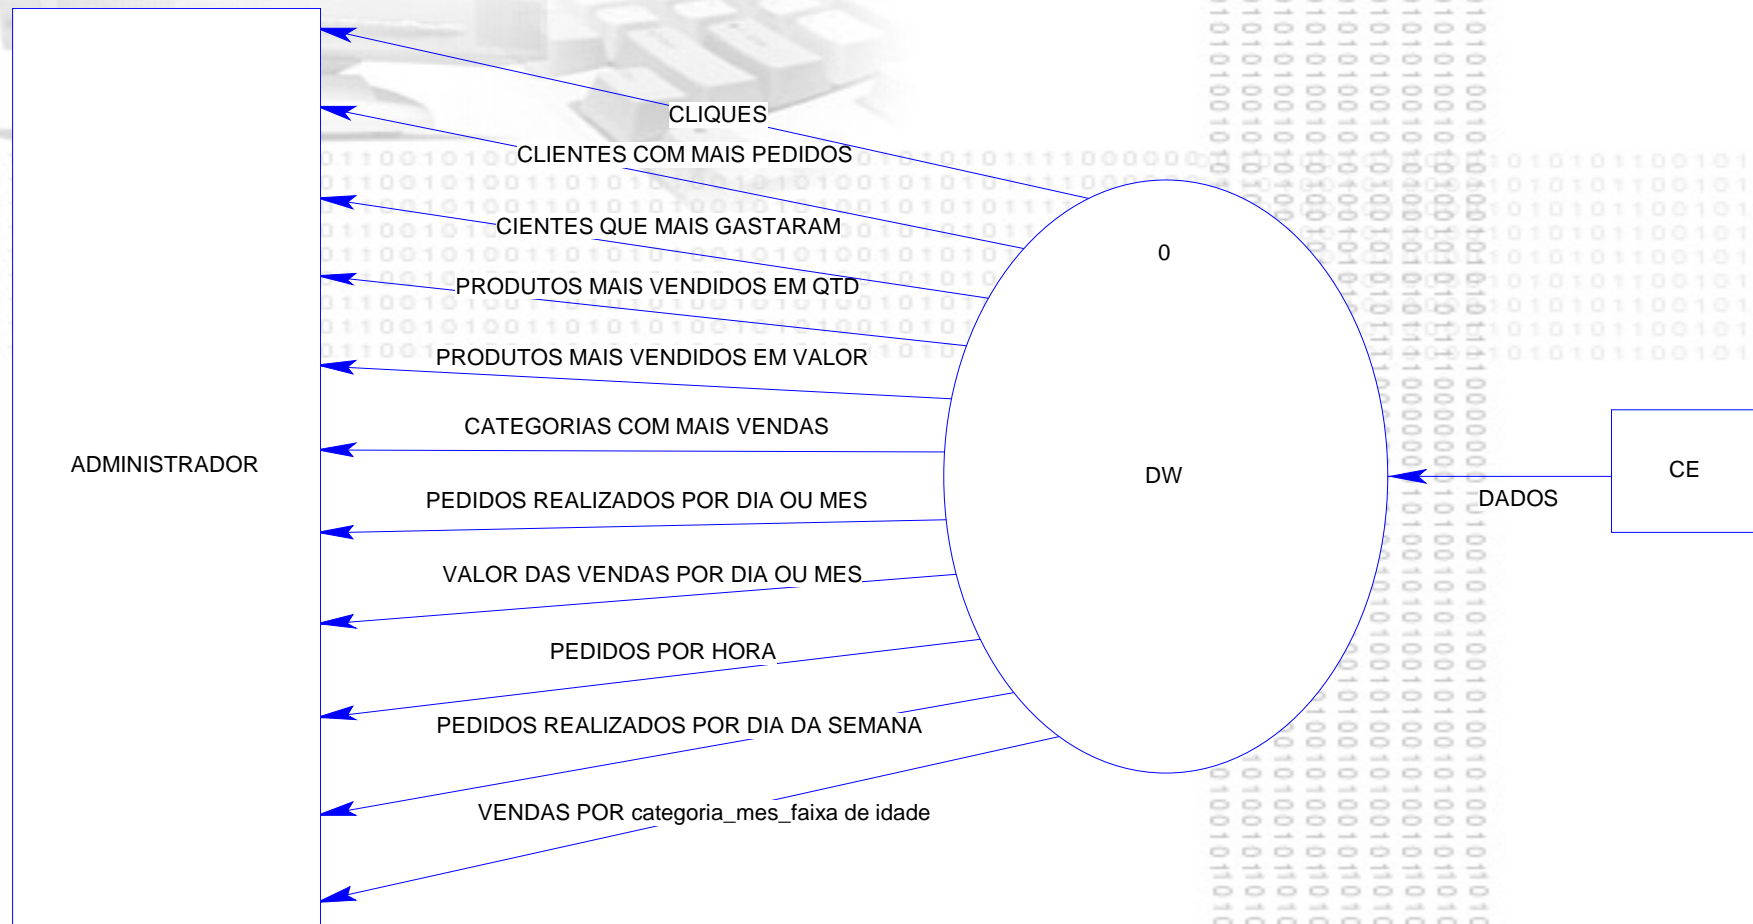 CLIQUES
CLIENTES COM MAIS PEDIDOS
CIENTES QUE MAIS GASTARAM
0
PRODUTOS MAIS VENDIDOS EM QTD
PRODUTOS MAIS VENDIDOS EM VALOR
CATEGORIAS COM MAIS VENDAS
ADMINISTRADOR
DW
CE
DADOS
PEDIDOS REALIZADOS POR DIA OU MES
VALOR DAS VENDAS POR DIA OU MES
PEDIDOS POR HORA
PEDIDOS REALIZADOS POR DIA DA SEMANA
VENDAS POR categoria_mes_faixa de idade